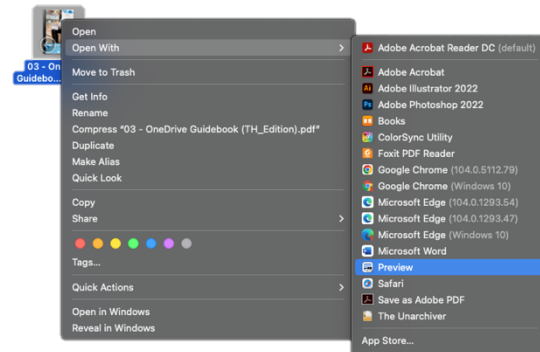 03 - On
Guidebo...
Open
Open With
Move to Trash
Get Info
Rename
Compress "03 - OneDrive Guidebook (TH_Edition).pdf"
Duplicate
Make Alias
Quick Look
Copy
Share
Tags...
Quick Actions
Open in Windows
Reveal in Windows
Adobe Acrobat Reader DC (default)
Adobe Acrobat
Adobe Illustrator 2022
Adobe Photoshop 2022
Books
ColorSync Utility
Foxit PDF Reader
Google Chrome (104.0.5112.79)
Google Chrome (Windows 10)
Microsoft Edge (104.0.1293.54)
Microsoft Edge (104.0.1293.47)
Microsoft Edge (Windows 10)
Microsoft Word
Preview
Safari
Save as Adobe PDF
The Unarchiver
App Store...